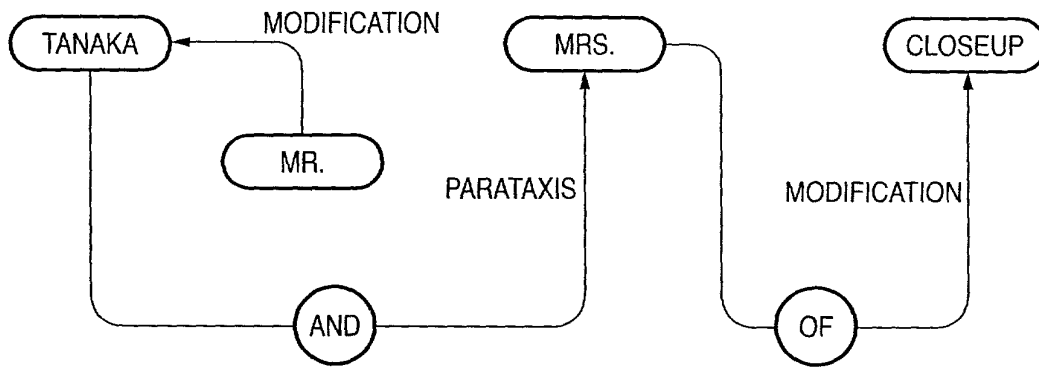 MODIFICATION
TANAKA
MRS.
CLOSEUP
MR.
PARATAXIS
MODIFICATION
AND
OF